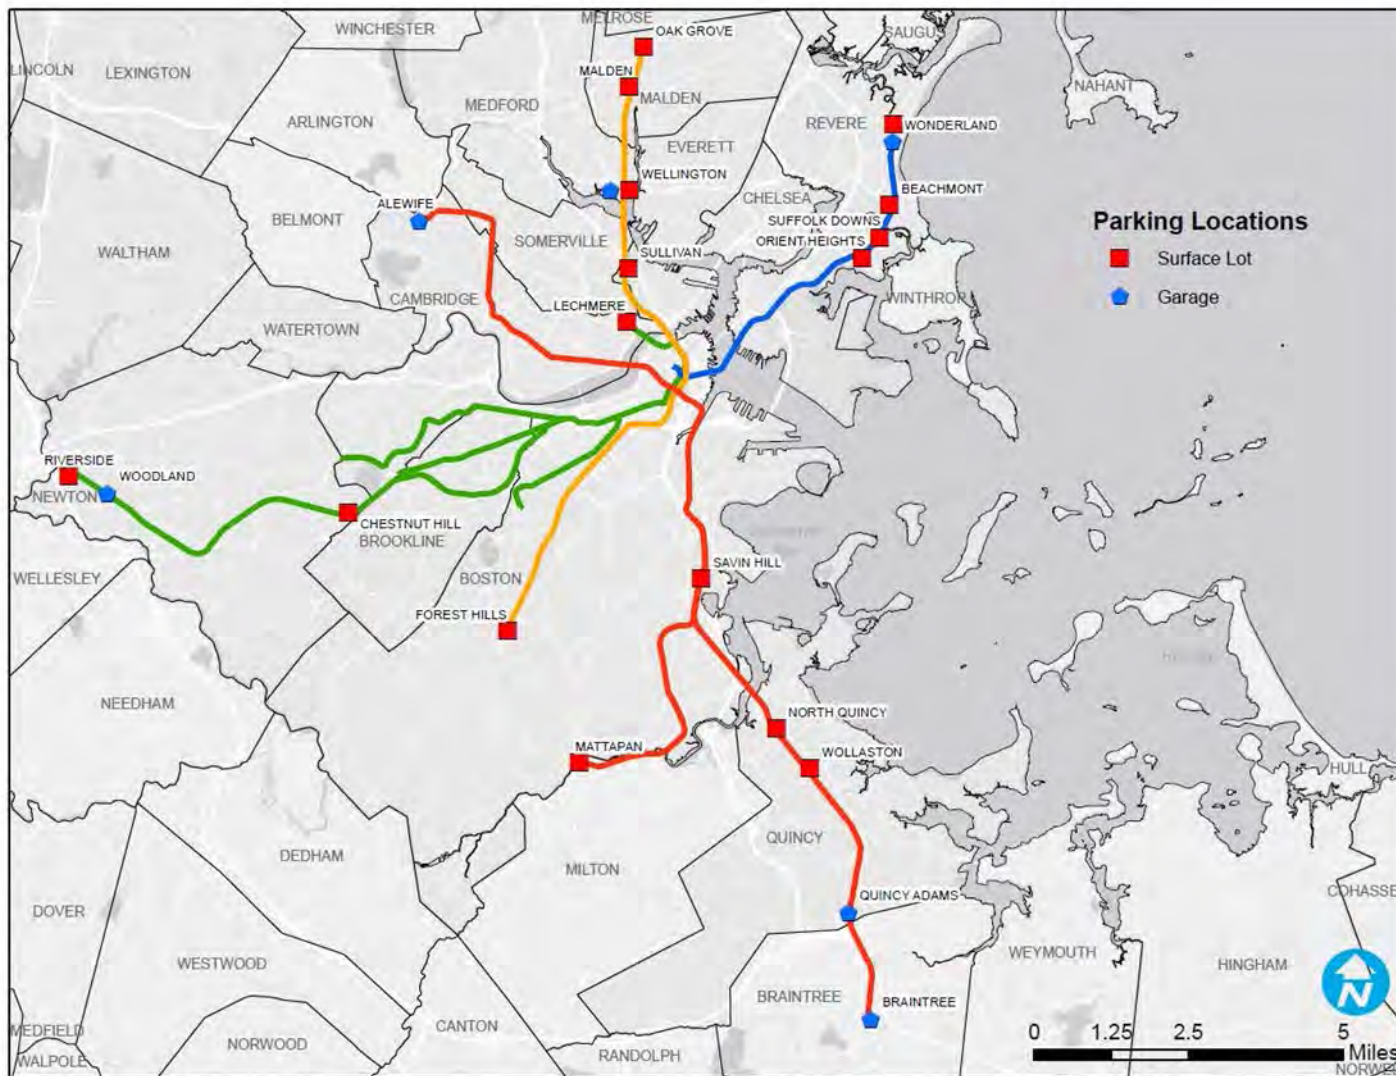 MELROSE
WINCHESTER
SAUGUS
OAK GROVE
LINCOLN
LEXINGTON
MALDEN
NAHANT
MEDFORD
MALDEN
ARLINGTON
REVERE
WONDERLAND
EVERETT
WELLINGTON
BEACHMONT
CHELSEA
ALEWIFE
BELMONT
SUFFOLK DOWNS
Parking Locations
SOMERVILLE
ORIENT HEIGHTS
WALTHAM
SULLIVAN
Surface Lot
CAMBRIDGE
LECHMERE
WINTHROP
Garage
WATERTOWN
RIVERSIDE
WOODLAND
NEWTON
CHESTNUT HILL
BROOKLINE
SAVIN HILL
WELLESLEY
BOSTON
FOREST HILLS
NEEDHAM
NORTH QUINCY
MATTAPAN
WOLLASTON
HULL
QUINCY
DEDHAM
MILTON
QUINCY ADAMS
COHASSE
DOVER
WEYMOUTH
WESTWOOD
HINGHAM
BRAINTREE
BRAINTREE
N
MEDFIELD
CANTON
0 1.25 2.5 5
NORWOOD
RANDOLPH
Miles
WALPOLE
NORWE